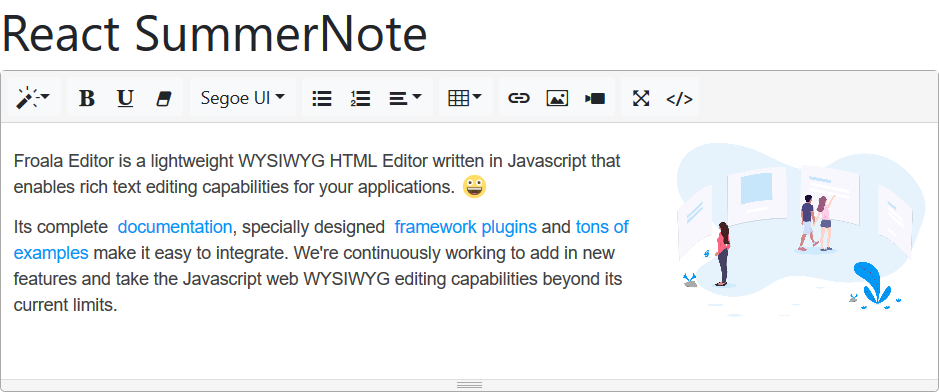 React SummerNote
B U Segoe UI </>
Froala Editor is a lightweight WYSIWYG HTML Editor written in Javascript that
enables rich text editing capabilities for your applications. 😀
Its complete documentation, specially designed framework plugins and tons of
examples make it easy to integrate. We're continuously working to add in new
features and take the Javascript web WYSIWYG editing capabilities beyond its
current limits.